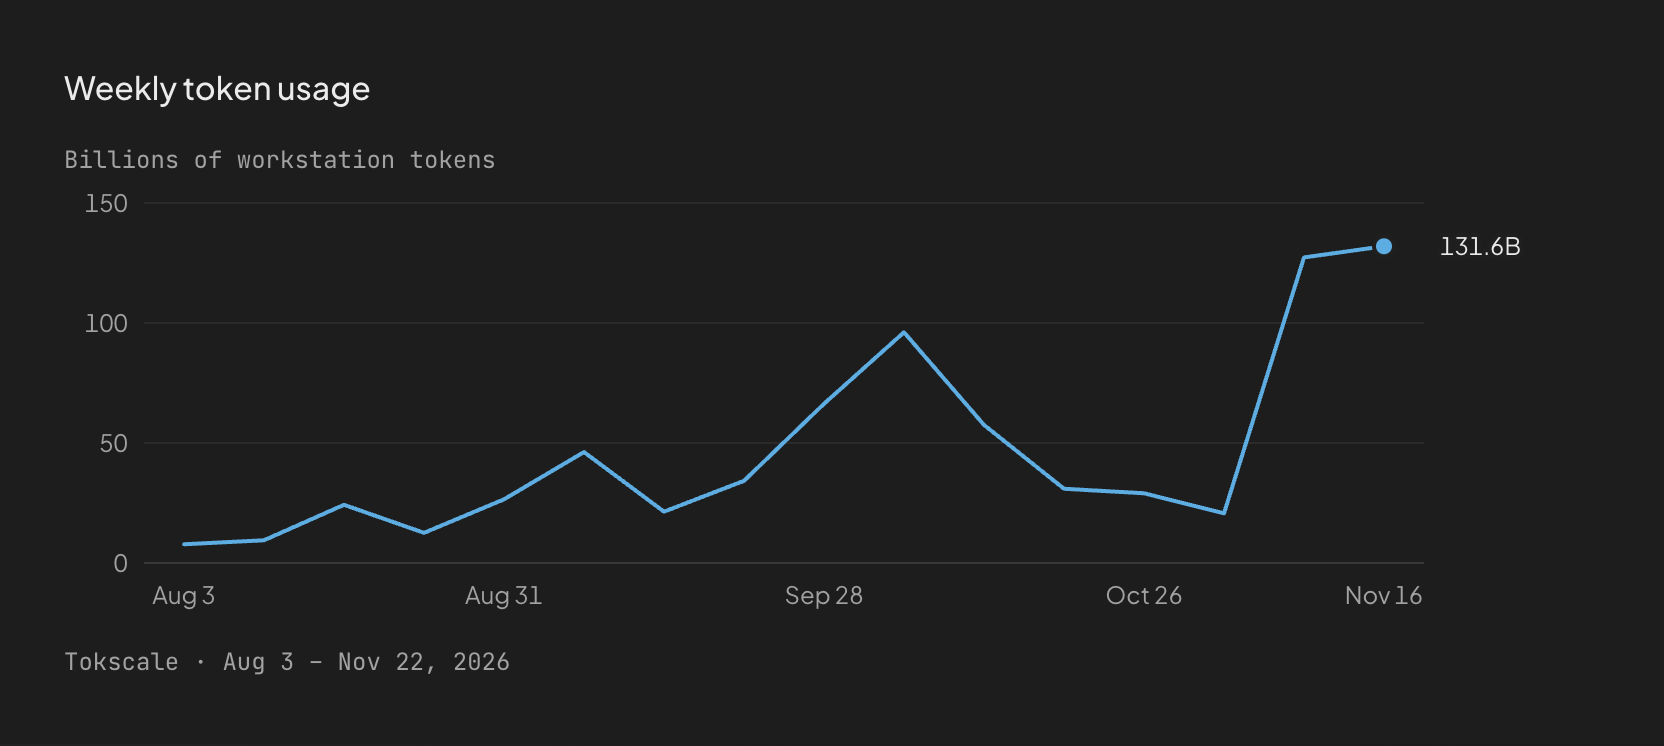 Weekly token usage
Billions of workstation tokens
150
131.6B
100
50
0
Aug 3 Aug 31 Sep 28 Oct 26 Nov 16
Tokscale · Aug 3 – Nov 22, 2026